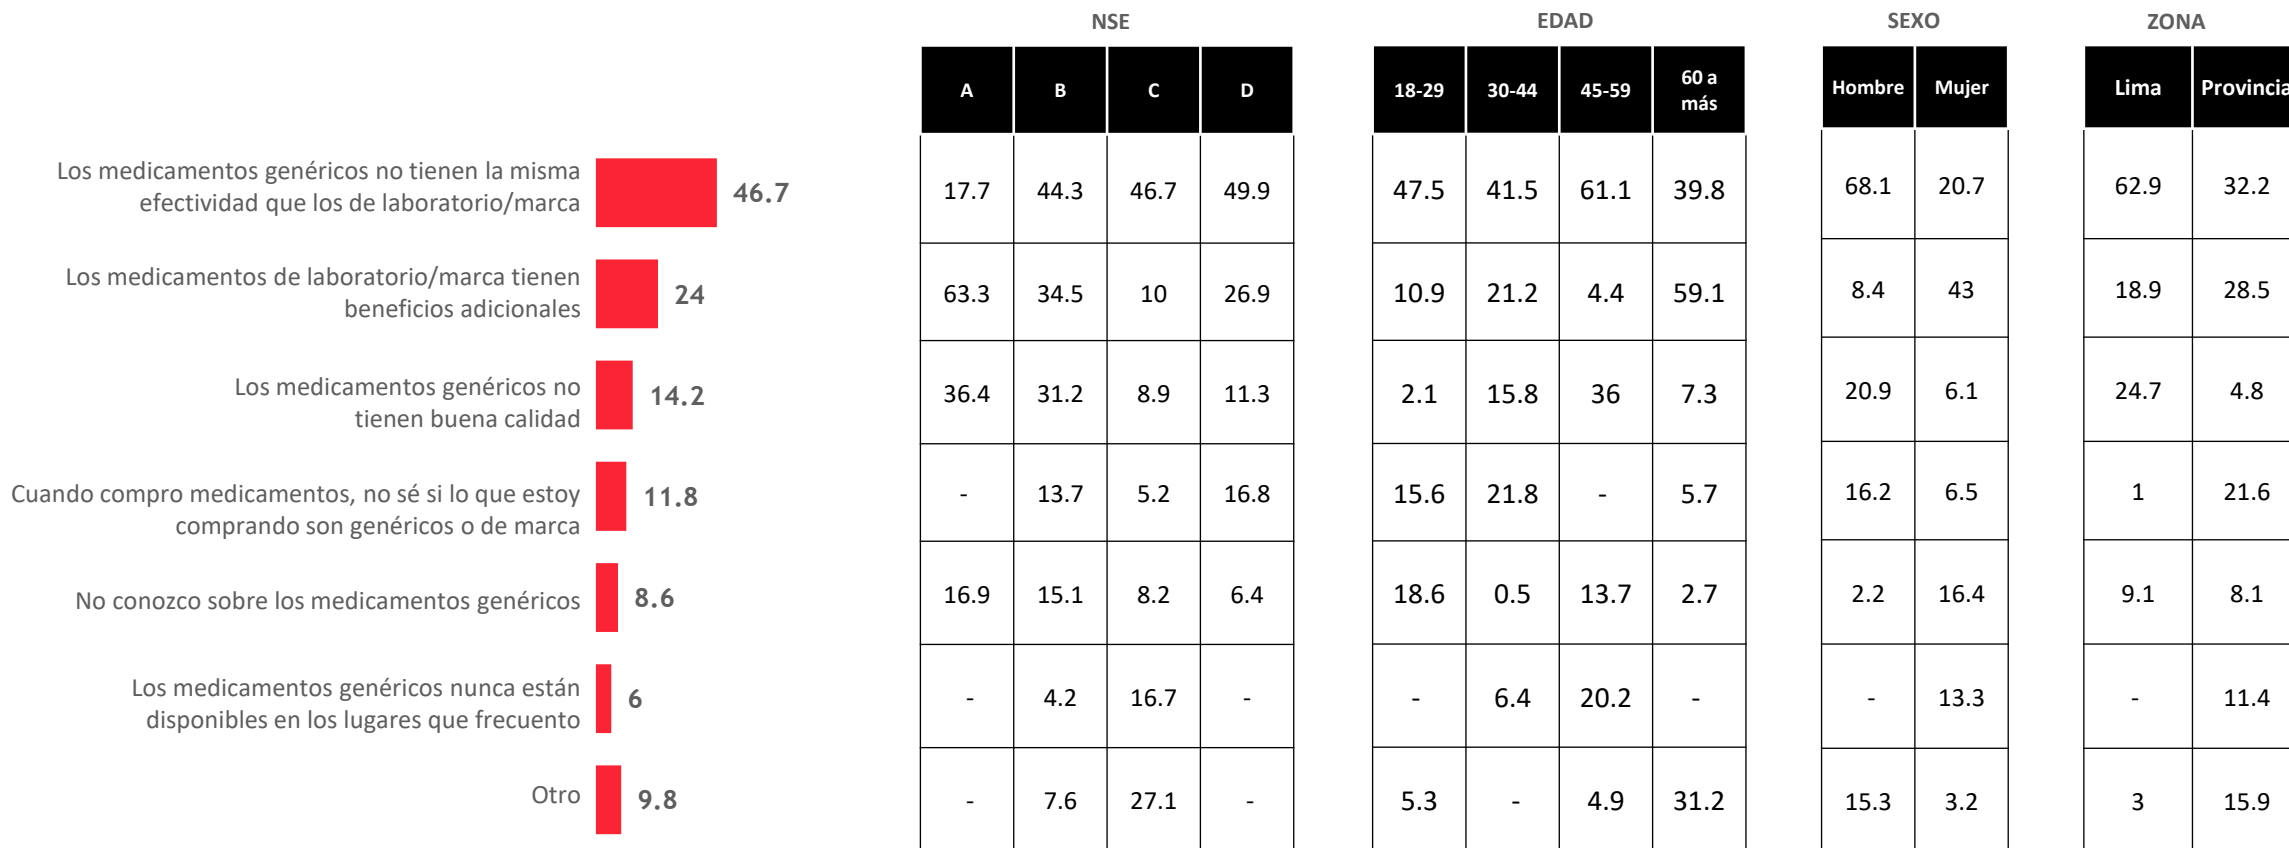 NSE EDAD SEXO ZONA
A B C D 18-29 30-44 45-59 60 a más Hombre Mujer Lima Provincia
Los medicamentos genéricos no tienen la misma
efectividad que los de laboratorio/marca
46.7 17.7 44.3 46.7 49.9 47.5 41.5 61.1 39.8 68.1 20.7 62.9 32.2
Los medicamentos de laboratorio/marca tienen
beneficios adicionales
24 63.3 34.5 10 26.9 10.9 21.2 4.4 59.1 8.4 43 18.9 28.5
Los medicamentos genéricos no
tienen buena calidad
14.2 36.4 31.2 8.9 11.3 2.1 15.8 36 7.3 20.9 6.1 24.7 4.8
Cuando compro medicamentos, no sé si lo que estoy
comprando son genéricos o de marca
11.8 - 13.7 5.2 16.8 15.6 21.8 - 5.7 16.2 6.5 1 21.6
No conozco sobre los medicamentos genéricos
8.6 16.9 15.1 8.2 6.4 18.6 0.5 13.7 2.7 2.2 16.4 9.1 8.1
Los medicamentos genéricos nunca están
disponibles en los lugares que frecuento
6 - 4.2 16.7 - - 6.4 20.2 - - 13.3 - 11.4
Otro
9.8 - 7.6 27.1 - 5.3 - 4.9 31.2 15.3 3.2 3 15.9